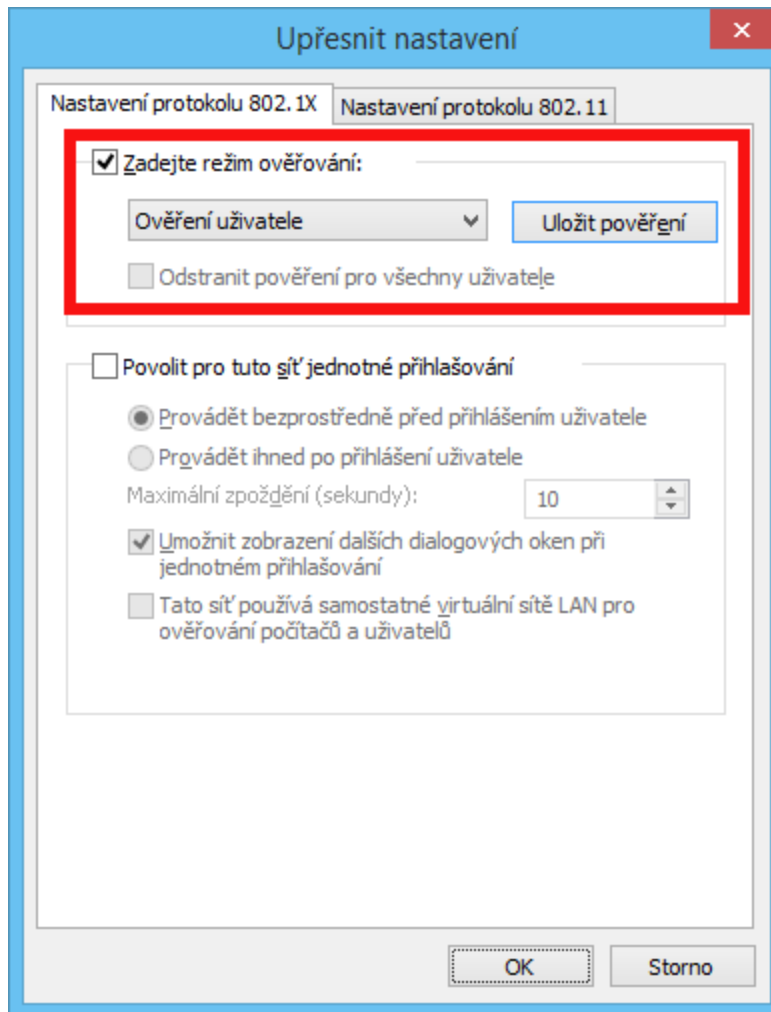 Upřesnit nastavení
Nastavení protokolu 802.1X
Nastavení protokolu 802.11
Zadejte režim ověřování:
Ověření uživatele
Uložit pověření
Odstranit pověření pro všechny uživatele
Povolit pro tuto síť jednotné přihlašování
Provádět bezprostředně před přihlášením uživatele
Provádět ihned po přihlášení uživatele
Maximální zpoždění (sekundy):
10
Umožnit zobrazení dalších dialogových oken při
jednotném přihlašování
Tato síť používá samostatné virtuální sítě LAN pro
ověřování počítačů a uživatelů
OK
Storno